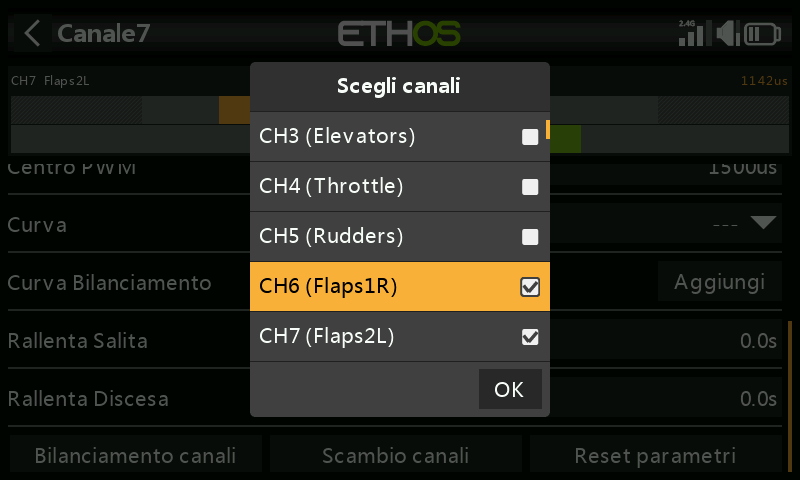 Canale7
ETHOS
2.4G
CH7 Flaps2L
1142us
Scegli canali
CH3 (Elevators)
CH4 (Throttle)
CH5 (Rudders)
CH6 (Flaps1R)
CH7 (Flaps2L)
OK
Centro PWM
1500us
Curva
---
Curva Bilanciamento
Aggiungi
Rallenta Salita
0.0s
Rallenta Discesa
0.0s
Bilanciamento canali
Scambio canali
Reset parametri